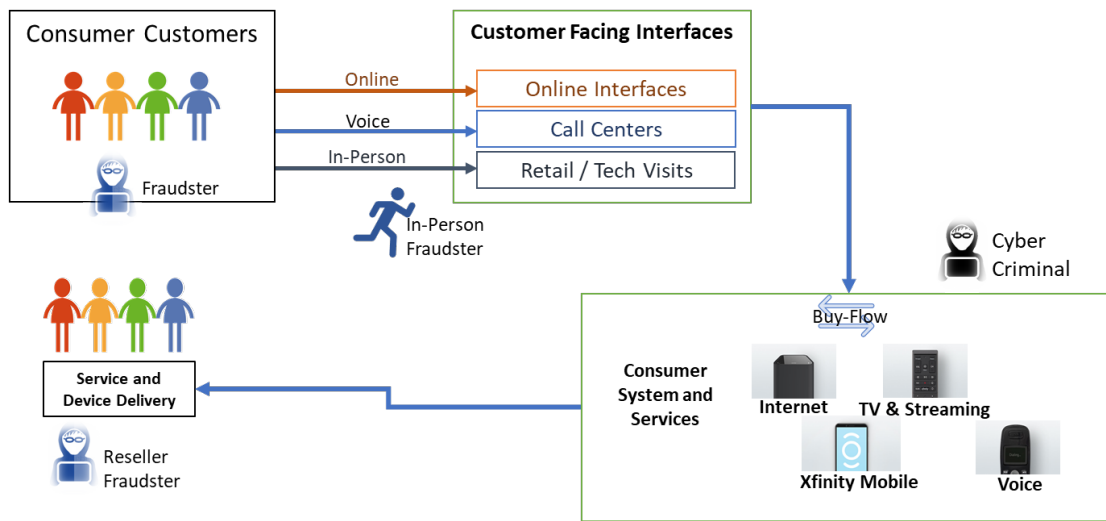 Consumer Customers
Fraudster
Online
Voice
In-Person
In-Person
Fraudster
Customer Facing Interfaces
Online Interfaces
Call Centers
Retail / Tech Visits
Cyber
Criminal
Buy-Flow
Consumer
System and
Services
Internet
TV & Streaming
Xfinity Mobile
Voice
Service and
Device Delivery
Reseller
Fraudster